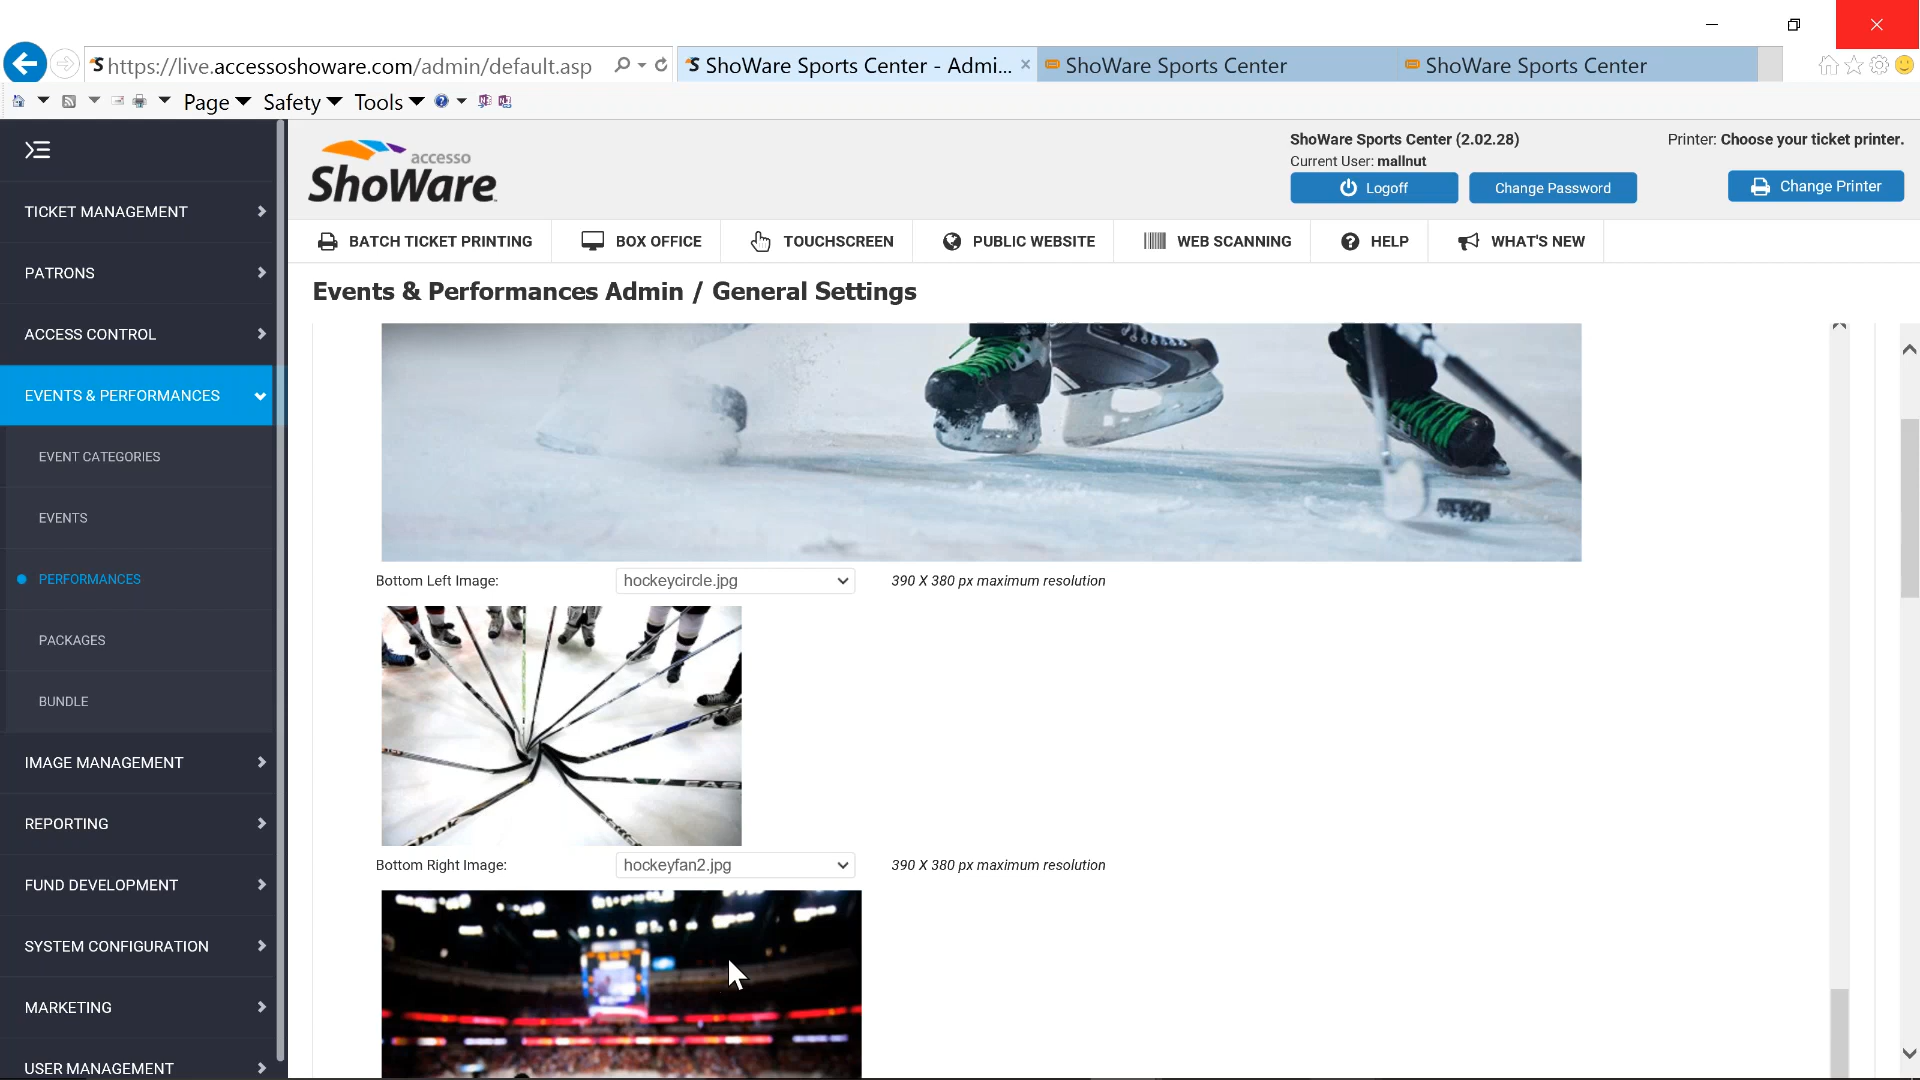 https://live.accessoshoware.com/admin/default.asp
ShoWare Sports Center - Admi...
ShoWare Sports Center
ShoWare Sports Center
Page
Safety
Tools
accesso
ShoWare
ShoWare Sports Center (2.02.28)
Current User: mallnut
Logoff
Change Password
Printer: Choose your ticket printer.
Change Printer
BATCH TICKET PRINTING
BOX OFFICE
TOUCHSCREEN
PUBLIC WEBSITE
WEB SCANNING
HELP
WHAT'S NEW
TICKET MANAGEMENT
PATRONS
ACCESS CONTROL
EVENTS & PERFORMANCES
EVENT CATEGORIES
EVENTS
PERFORMANCES
PACKAGES
BUNDLE
IMAGE MANAGEMENT
REPORTING
FUND DEVELOPMENT
SYSTEM CONFIGURATION
MARKETING
USER MANAGEMENT
Events & Performances Admin / General Settings
Bottom Left Image:
hockeycircle.jpg
390 X 380 px maximum resolution
Bottom Right Image:
hockeyfan2.jpg
390 X 380 px maximum resolution